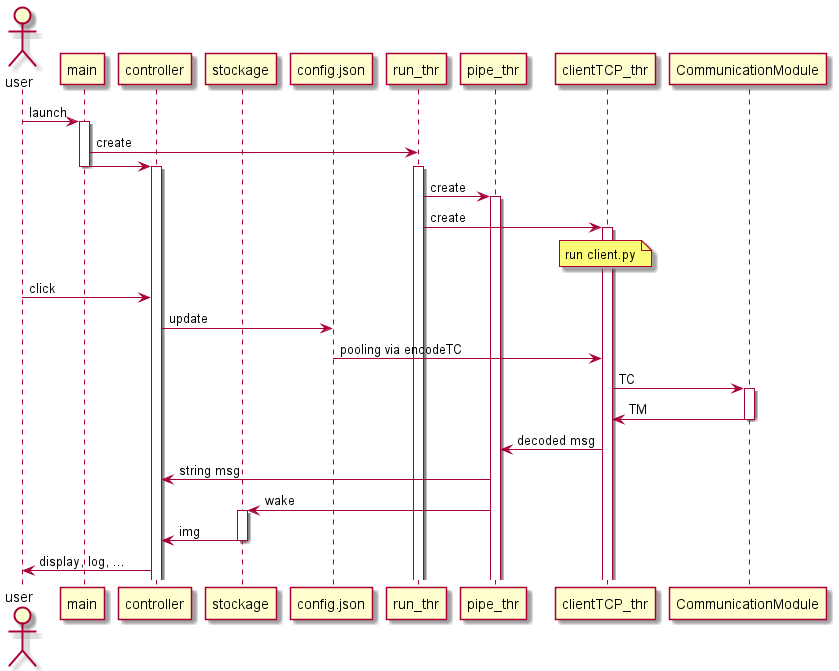 user
main
controller
stockage
config.json
run_thr
pipe_thr
clientTCP_thr
CommunicationModule
launch
create
create
create
run client.py
click
update
pooling via encodeTC
TC
TM
decoded msg
string msg
wake
img
display, log, ...
user
main
controller
stockage
config.json
run_thr
pipe_thr
clientTCP_thr
CommunicationModule